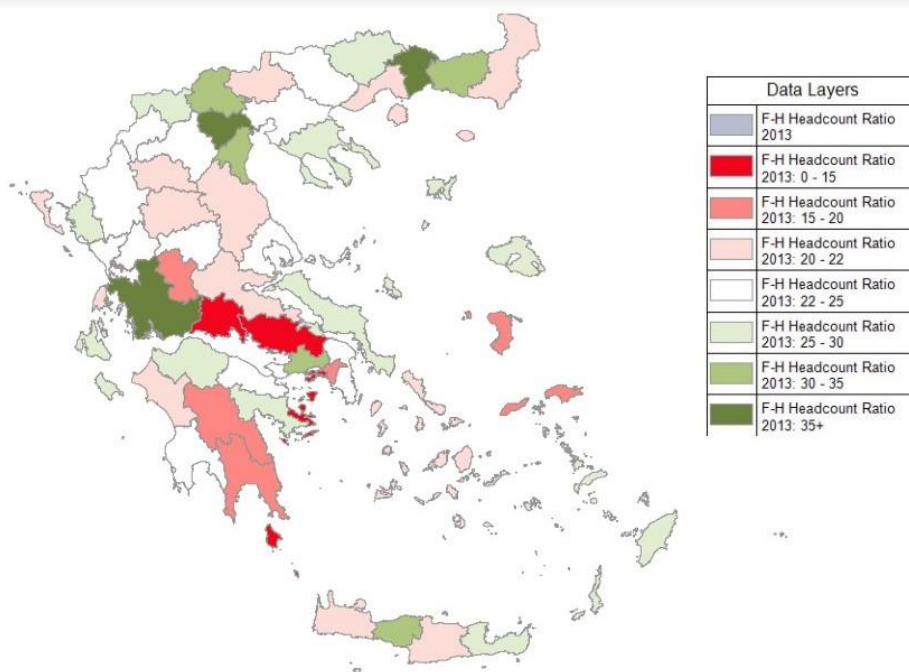 Data Layers
F-H Headcount Ratio
2013
F-H Headcount Ratio
2013: 0 - 15
F-H Headcount Ratio
2013: 15 - 20
F-H Headcount Ratio
2013: 20 - 22
F-H Headcount Ratio
2013: 22 - 25
F-H Headcount Ratio
2013: 25 - 30
F-H Headcount Ratio
2013: 30 - 35
F-H Headcount Ratio
2013: 35+